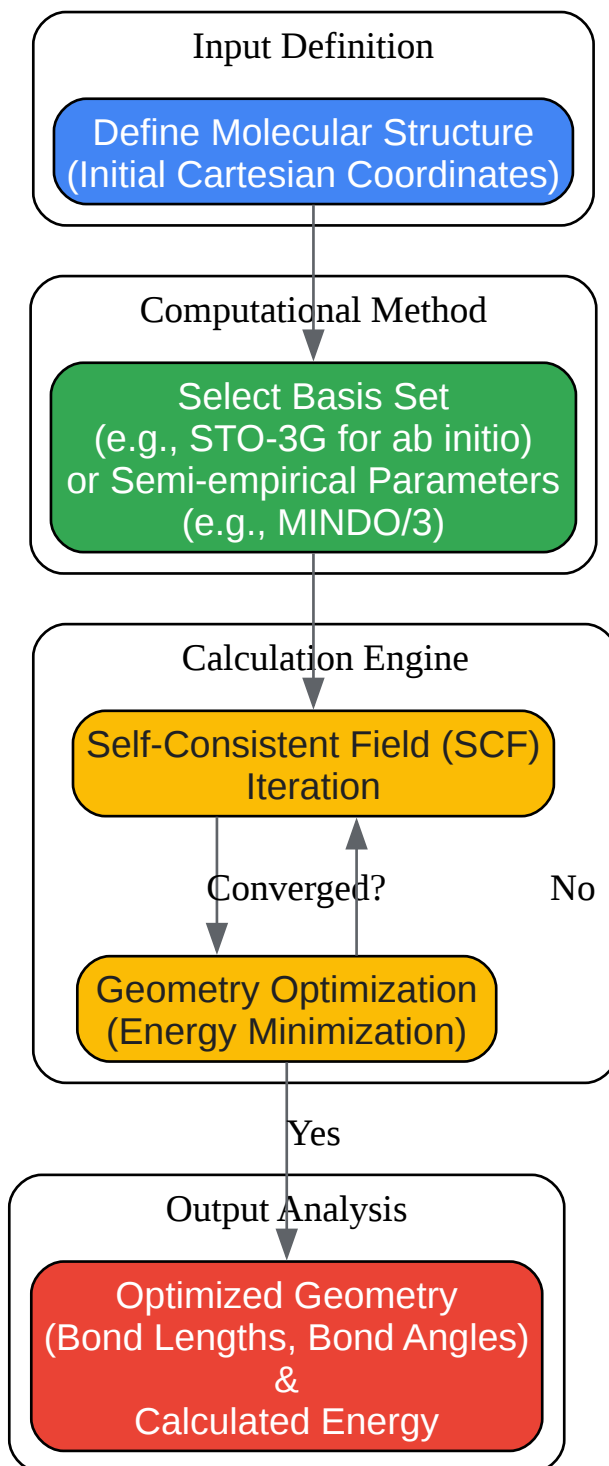 Input Definition
Define Molecular Structure
(Initial Cartesian Coordinates)
Computational Method
Select Basis Set
(e.g., STO-3G for ab initio)
or Semi-empirical Parameters
(e.g., MINDO/3)
Calculation Engine
Self-Consistent Field (SCF)
Iteration
Converged?
No
Geometry Optimization
(Energy Minimization)
Yes
Output Analysis
Optimized Geometry
(Bond Lengths, Bond Angles)
&
Calculated Energy